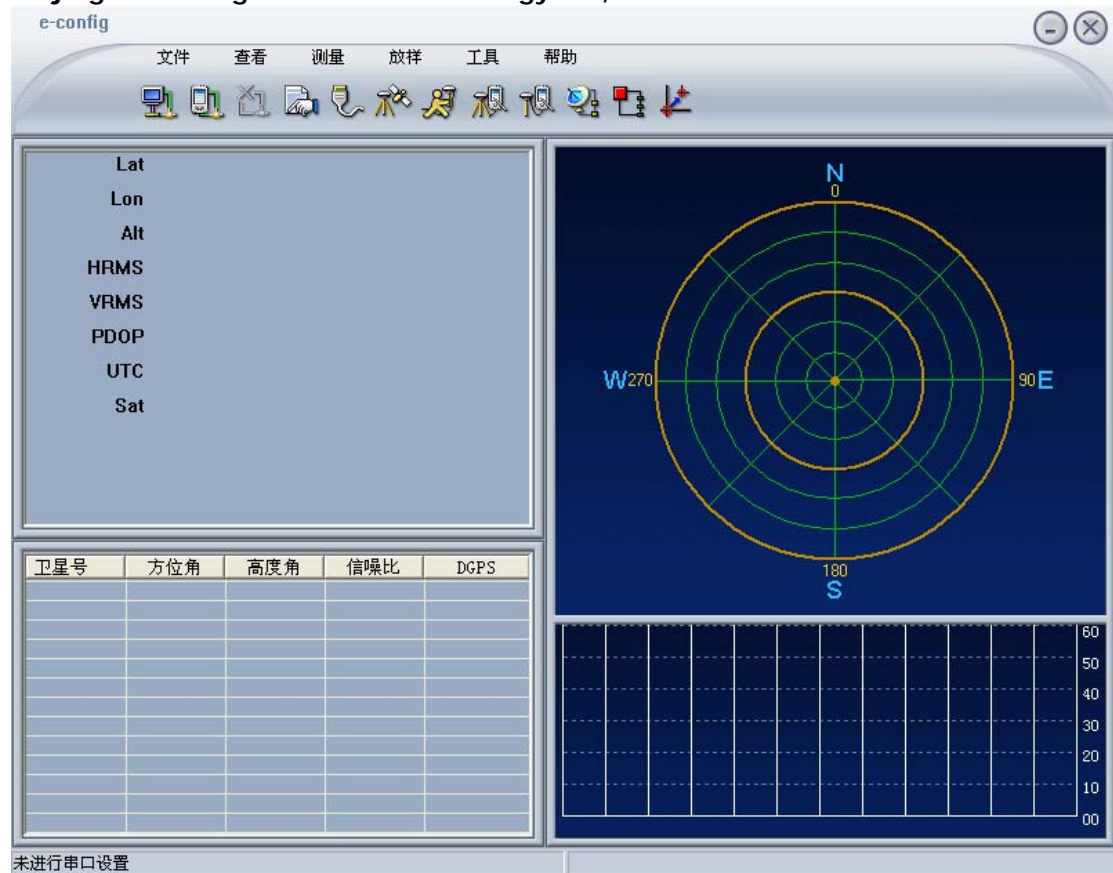 e-config
文件 查看 测量 放样 工具 帮助
Lat
Lon
Alt
HRMS
VRMS
PDOP
UTC
Sat
N
0
W 270
90 E
180
S
卫星号 方位角 高度角 信噪比 DGPS
60
50
40
30
20
10
00
未进行串口设置